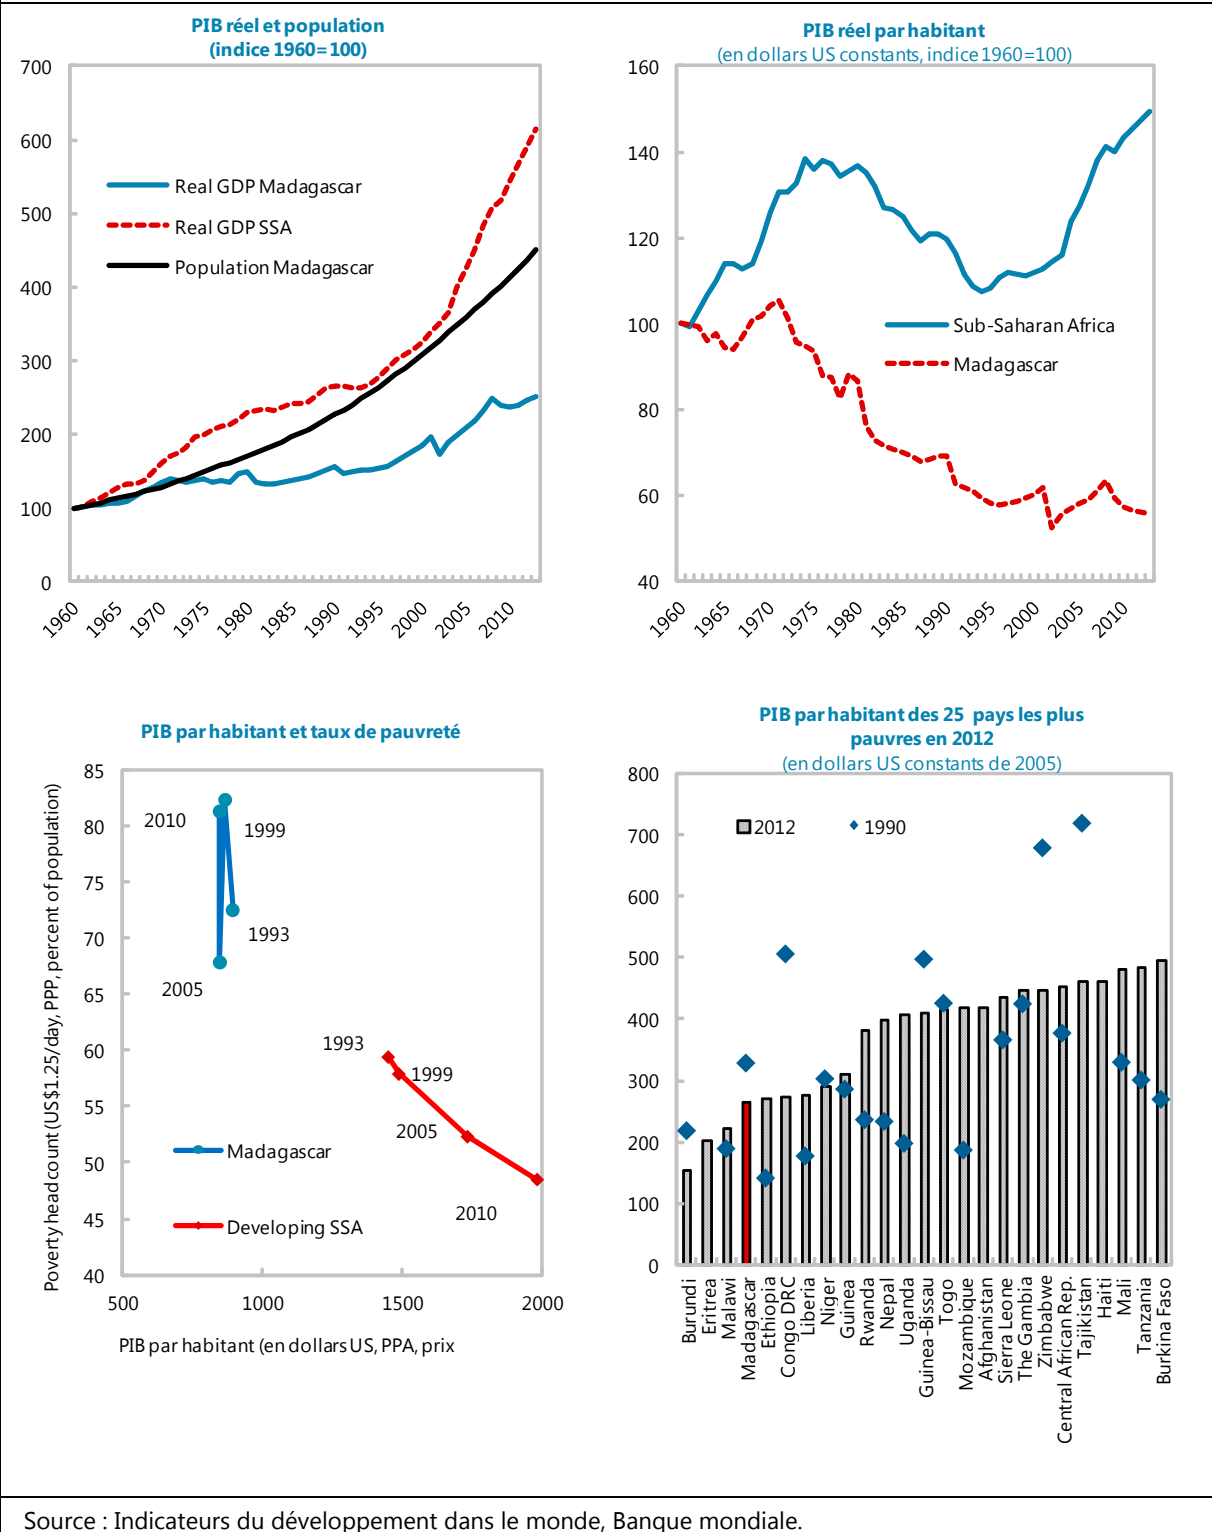 PIB réel et population
(indice 1960=100)
700
600
500
400
300
200
100
0
Real GDP Madagascar
Real GDP SSA
Population Madagascar
1960
1965
1970
1975
1980
1985
1990
1995
2000
2005
2010
PIB réel par habitant
(en dollars US constants, indice 1960=100)
160
140
120
100
80
60
40
Sub-Saharan Africa
Madagascar
1960
1965
1970
1975
1980
1985
1990
1995
2000
2005
2010
PIB par habitant et taux de pauvreté
Poverty head count (US$1.25/day, PPP, percent of population)
85
80
75
70
65
60
55
50
45
40
2010
1999
1993
2005
1993
1999
2005
2010
Madagascar
Developing SSA
500
1000
1500
2000
PIB par habitant (en dollars US, PPA, prix
PIB par habitant des 25 pays les plus
pauvres en 2012
(en dollars US constants de 2005)
800
700
600
500
400
300
200
100
0
2012
1990
Burundi
Eritrea
Malawi
Madagascar
Ethiopia
Congo DRC
Liberia
Niger
Guinea
Rwanda
Nepal
Uganda
Guinea-Bissau
Togo
Mozambique
Afghanistan
Sierra Leone
The Gambia
Zimbabwe
Central African Rep.
Tajikistan
Haiti
Mali
Tanzania
Burkina Faso
Source : Indicateurs du développement dans le monde, Banque mondiale.